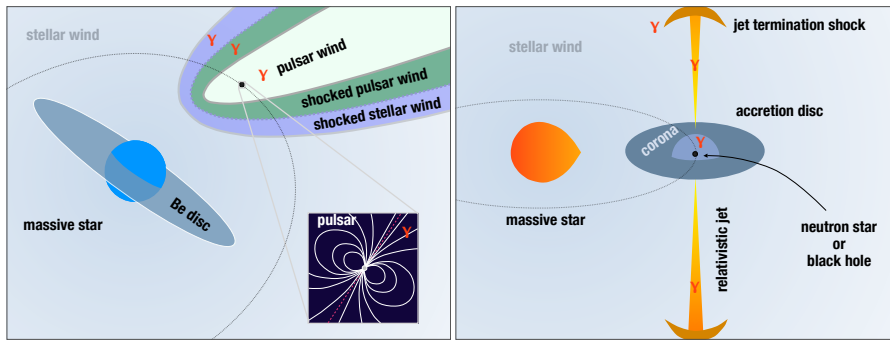 stellar wind
γ
γ
γ
pulsar wind
shocked pulsar wind
shocked stellar wind
Be disc
massive star
pulsar
γ
stellar wind
γ
jet termination shock
γ
accretion disc
corona
γ
massive star
relativistic jet
neutron star
or
black hole
γ